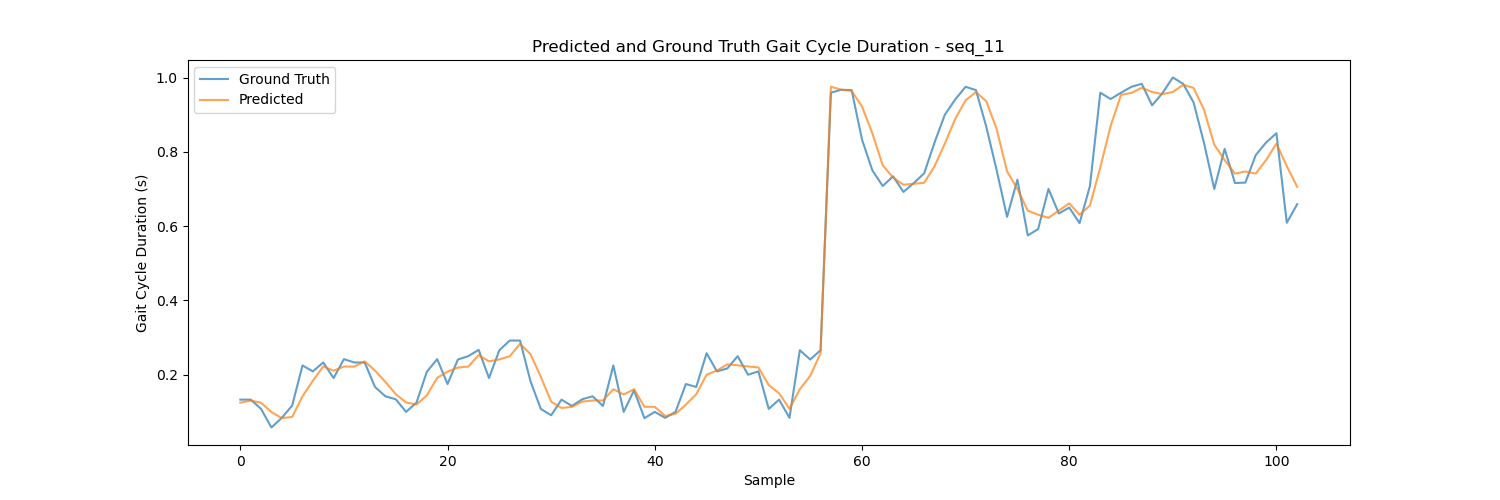 Predicted and Ground Truth Gait Cycle Duration - seq_11
Ground Truth
Predicted
Gait Cycle Duration (s)
1.0
0.8
0.6
0.4
0.2
0 20 40 60 80 100
Sample